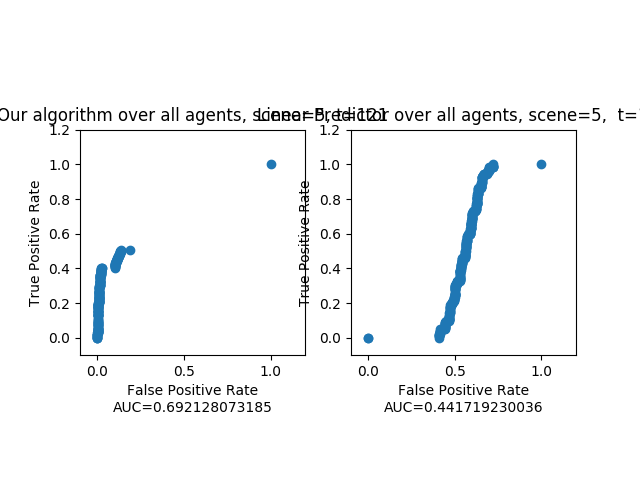 Our algorithm over all agents, scene=5, t=121
Linear Predictor over all agents, scene=5,  t=
1.2
1.0
0.8
0.6
0.4
0.2
0.0
True Positive Rate
0.0
0.5
1.0
False Positive Rate
AUC=0.692128073185
1.2
1.0
0.8
0.6
0.4
0.2
0.0
True Positive Rate
0.0
0.5
1.0
False Positive Rate
AUC=0.441719230036